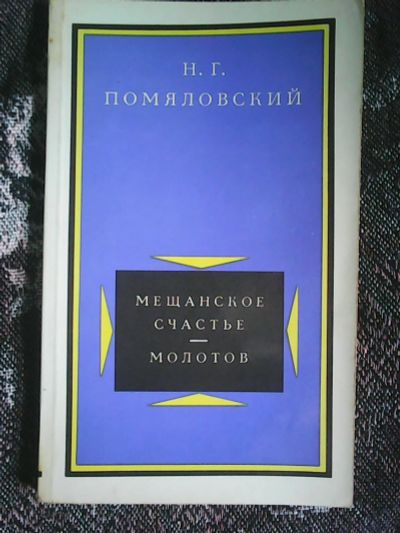 Н. Г.
ПОМЯЛОВСКИЙ
МЕЩАНСКОЕ
СЧАСТЬЕ
—
МОЛОТОВ